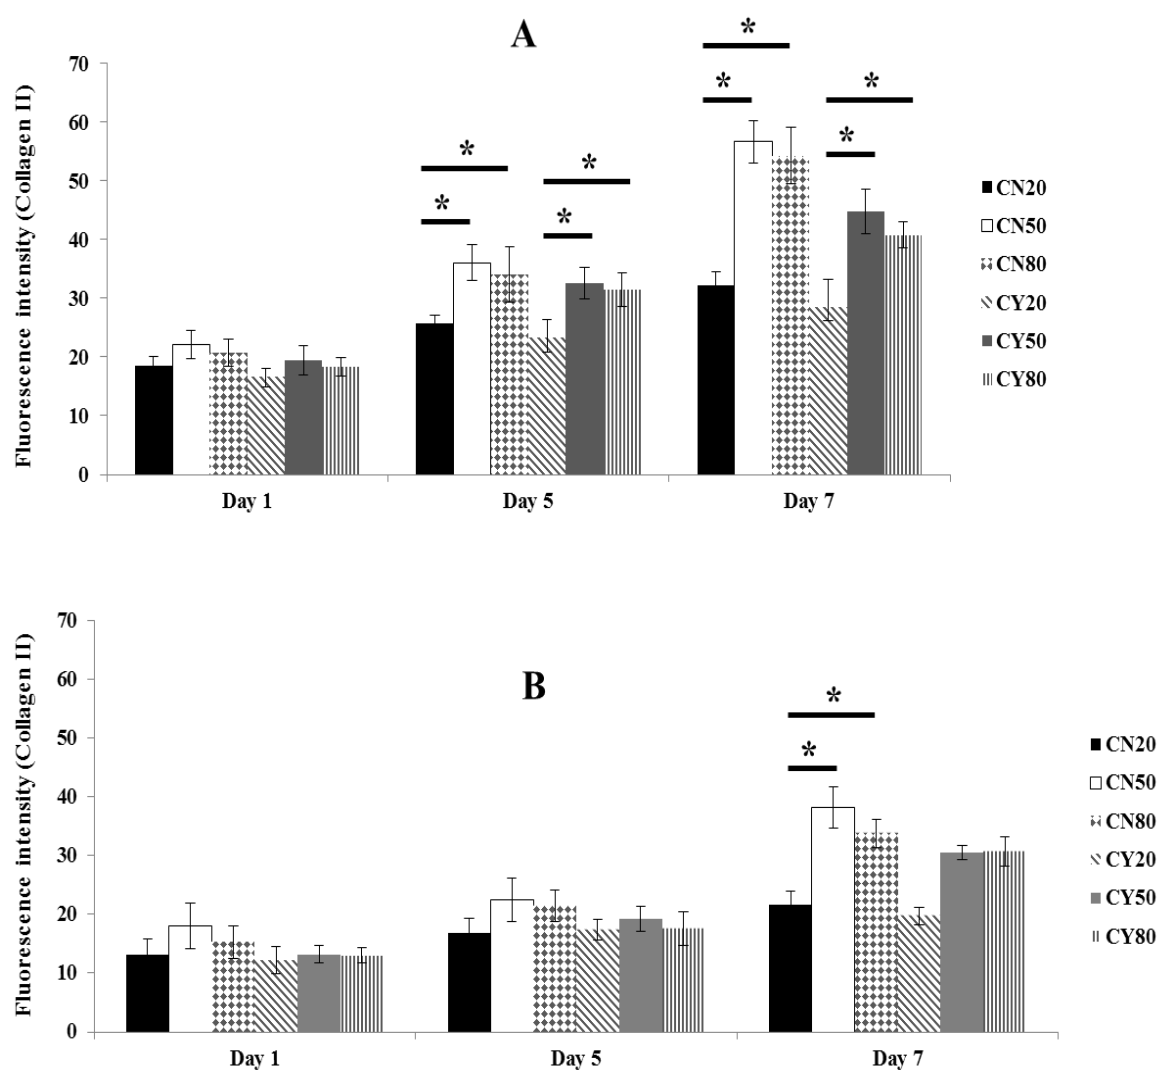 A
*
*
*
*
*
*
*
*
Fluorescence intensity (Collagen II)
70
60
50
40
30
20
10
0
Day 1
Day 5
Day 7
CN20
CN50
CN80
CY20
CY50
CY80
B
*
*
Fluorescence intensity (Collagen II)
70
60
50
40
30
20
10
0
Day 1
Day 5
Day 7
CN20
CN50
CN80
CY20
CY50
CY80